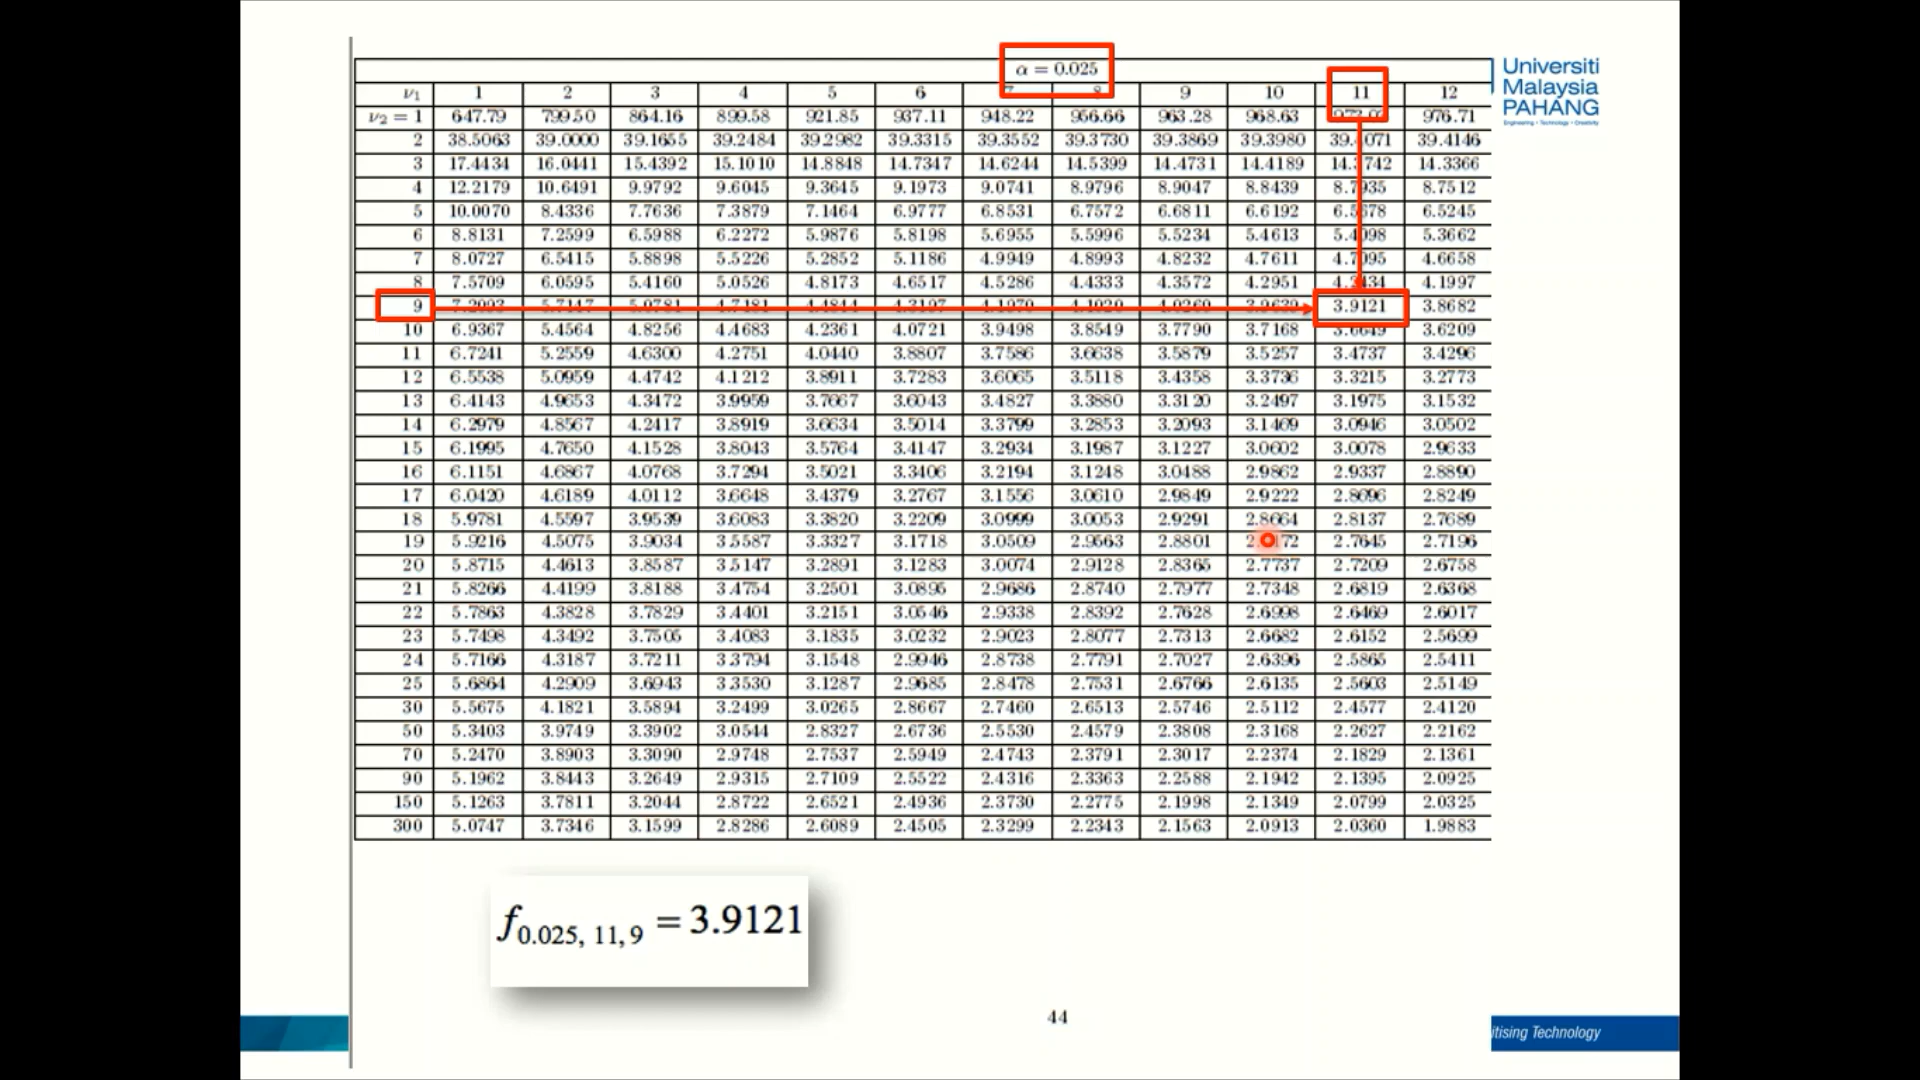 α = 0.025
ν₁ 1 2 3 4 5 6 9 10 11 12
ν₂ = 1 647.79 799.50 864.16 899.58 921.85 937.11 948.22 956.66 963.28 968.63 976.71
2 38.5063 39.0000 39.1655 39.2484 39.2982 39.3315 39.3552 39.3730 39.3869 39.3980 39.4071 39.4146
3 17.4434 16.0441 15.4392 15.1010 14.8848 14.7347 14.6244 14.5399 14.4731 14.4189 14.3742 14.3366
4 12.2179 10.6491 9.9792 9.6045 9.3645 9.1973 9.0741 8.9796 8.9047 8.8439 8.7935 8.7512
5 10.0070 8.4336 7.7636 7.3879 7.1464 6.9777 6.8531 6.7572 6.6811 6.6192 6.5678 6.5245
6 8.8131 7.2599 6.5988 6.2272 5.9876 5.8198 5.6955 5.5996 5.5234 5.4613 5.4098 5.3662
7 8.0727 6.5415 5.8898 5.5226 5.2852 5.1186 4.9949 4.8993 4.8232 4.7611 4.7095 4.6658
8 7.5709 6.0595 5.4160 5.0526 4.8173 4.6517 4.5286 4.4333 4.3572 4.2951 4.2434 4.1997
9 7.2093 5.7147 5.0781 4.7181 4.4844 4.3197 4.1970 4.1020 4.0260 3.9639 3.9121 3.8682
10 6.9367 5.4564 4.8256 4.4683 4.2361 4.0721 3.9498 3.8549 3.7790 3.7168 3.6649 3.6209
11 6.7241 5.2559 4.6300 4.2751 4.0440 3.8807 3.7586 3.6638 3.5879 3.5257 3.4737 3.4296
12 6.5538 5.0959 4.4742 4.1212 3.8911 3.7283 3.6065 3.5118 3.4358 3.3736 3.3215 3.2773
13 6.4143 4.9653 4.3472 3.9959 3.7667 3.6043 3.4827 3.3880 3.3120 3.2497 3.1975 3.1532
14 6.2979 4.8567 4.2417 3.8919 3.6634 3.5014 3.3799 3.2853 3.2093 3.1469 3.0946 3.0502
15 6.1995 4.7650 4.1528 3.8043 3.5764 3.4147 3.2934 3.1987 3.1227 3.0602 3.0078 2.9633
16 6.1151 4.6867 4.0768 3.7294 3.5021 3.3406 3.2194 3.1248 3.0488 2.9862 2.9337 2.8890
17 6.0420 4.6189 4.0112 3.6648 3.4379 3.2767 3.1556 3.0610 2.9849 2.9222 2.8696 2.8249
18 5.9781 4.5597 3.9539 3.6083 3.3820 3.2209 3.0999 3.0053 2.9291 2.8664 2.8137 2.7689
19 5.9216 4.5075 3.9034 3.5587 3.3327 3.1718 3.0509 2.9563 2.8801 2.7645 2.7196
20 5.8715 4.4613 3.8587 3.5147 3.2891 3.1283 3.0074 2.9128 2.8365 2.7737 2.7209 2.6758
21 5.8266 4.4199 3.8188 3.4754 3.2501 3.0895 2.9686 2.8740 2.7977 2.7348 2.6819 2.6368
22 5.7863 4.3828 3.7829 3.4401 3.2151 3.0546 2.9338 2.8392 2.7628 2.6998 2.6469 2.6017
23 5.7498 4.3492 3.7505 3.4083 3.1835 3.0232 2.9023 2.8077 2.7313 2.6682 2.6152 2.5699
24 5.7166 4.3187 3.7211 3.3794 3.1548 2.9946 2.8738 2.7791 2.7027 2.6396 2.5865 2.5411
25 5.6864 4.2909 3.6943 3.3530 3.1287 2.9685 2.8478 2.7531 2.6766 2.6135 2.5603 2.5149
30 5.5675 4.1821 3.5894 3.2499 3.0265 2.8667 2.7460 2.6513 2.5746 2.5112 2.4577 2.4120
50 5.3403 3.9749 3.3902 3.0544 2.8327 2.6736 2.5530 2.4579 2.3808 2.3168 2.2627 2.2162
70 5.2470 3.8903 3.3090 2.9748 2.7537 2.5949 2.4743 2.3791 2.3017 2.2374 2.1829 2.1361
90 5.1962 3.8443 3.2649 2.9315 2.7109 2.5522 2.4316 2.3363 2.2588 2.1942 2.1395 2.0925
150 5.1263 3.7811 3.2044 2.8722 2.6521 2.4936 2.3730 2.2775 2.1998 2.1349 2.0799 2.0325
300 5.0747 3.7346 3.1599 2.8286 2.6089 2.4505 2.3299 2.2343 2.1563 2.0913 2.0360 1.9883
Universiti
Malaysia
PAHANG
Engineering • Technology • Creativity
f0.025, 11, 9 = 3.9121
44
itising Technology